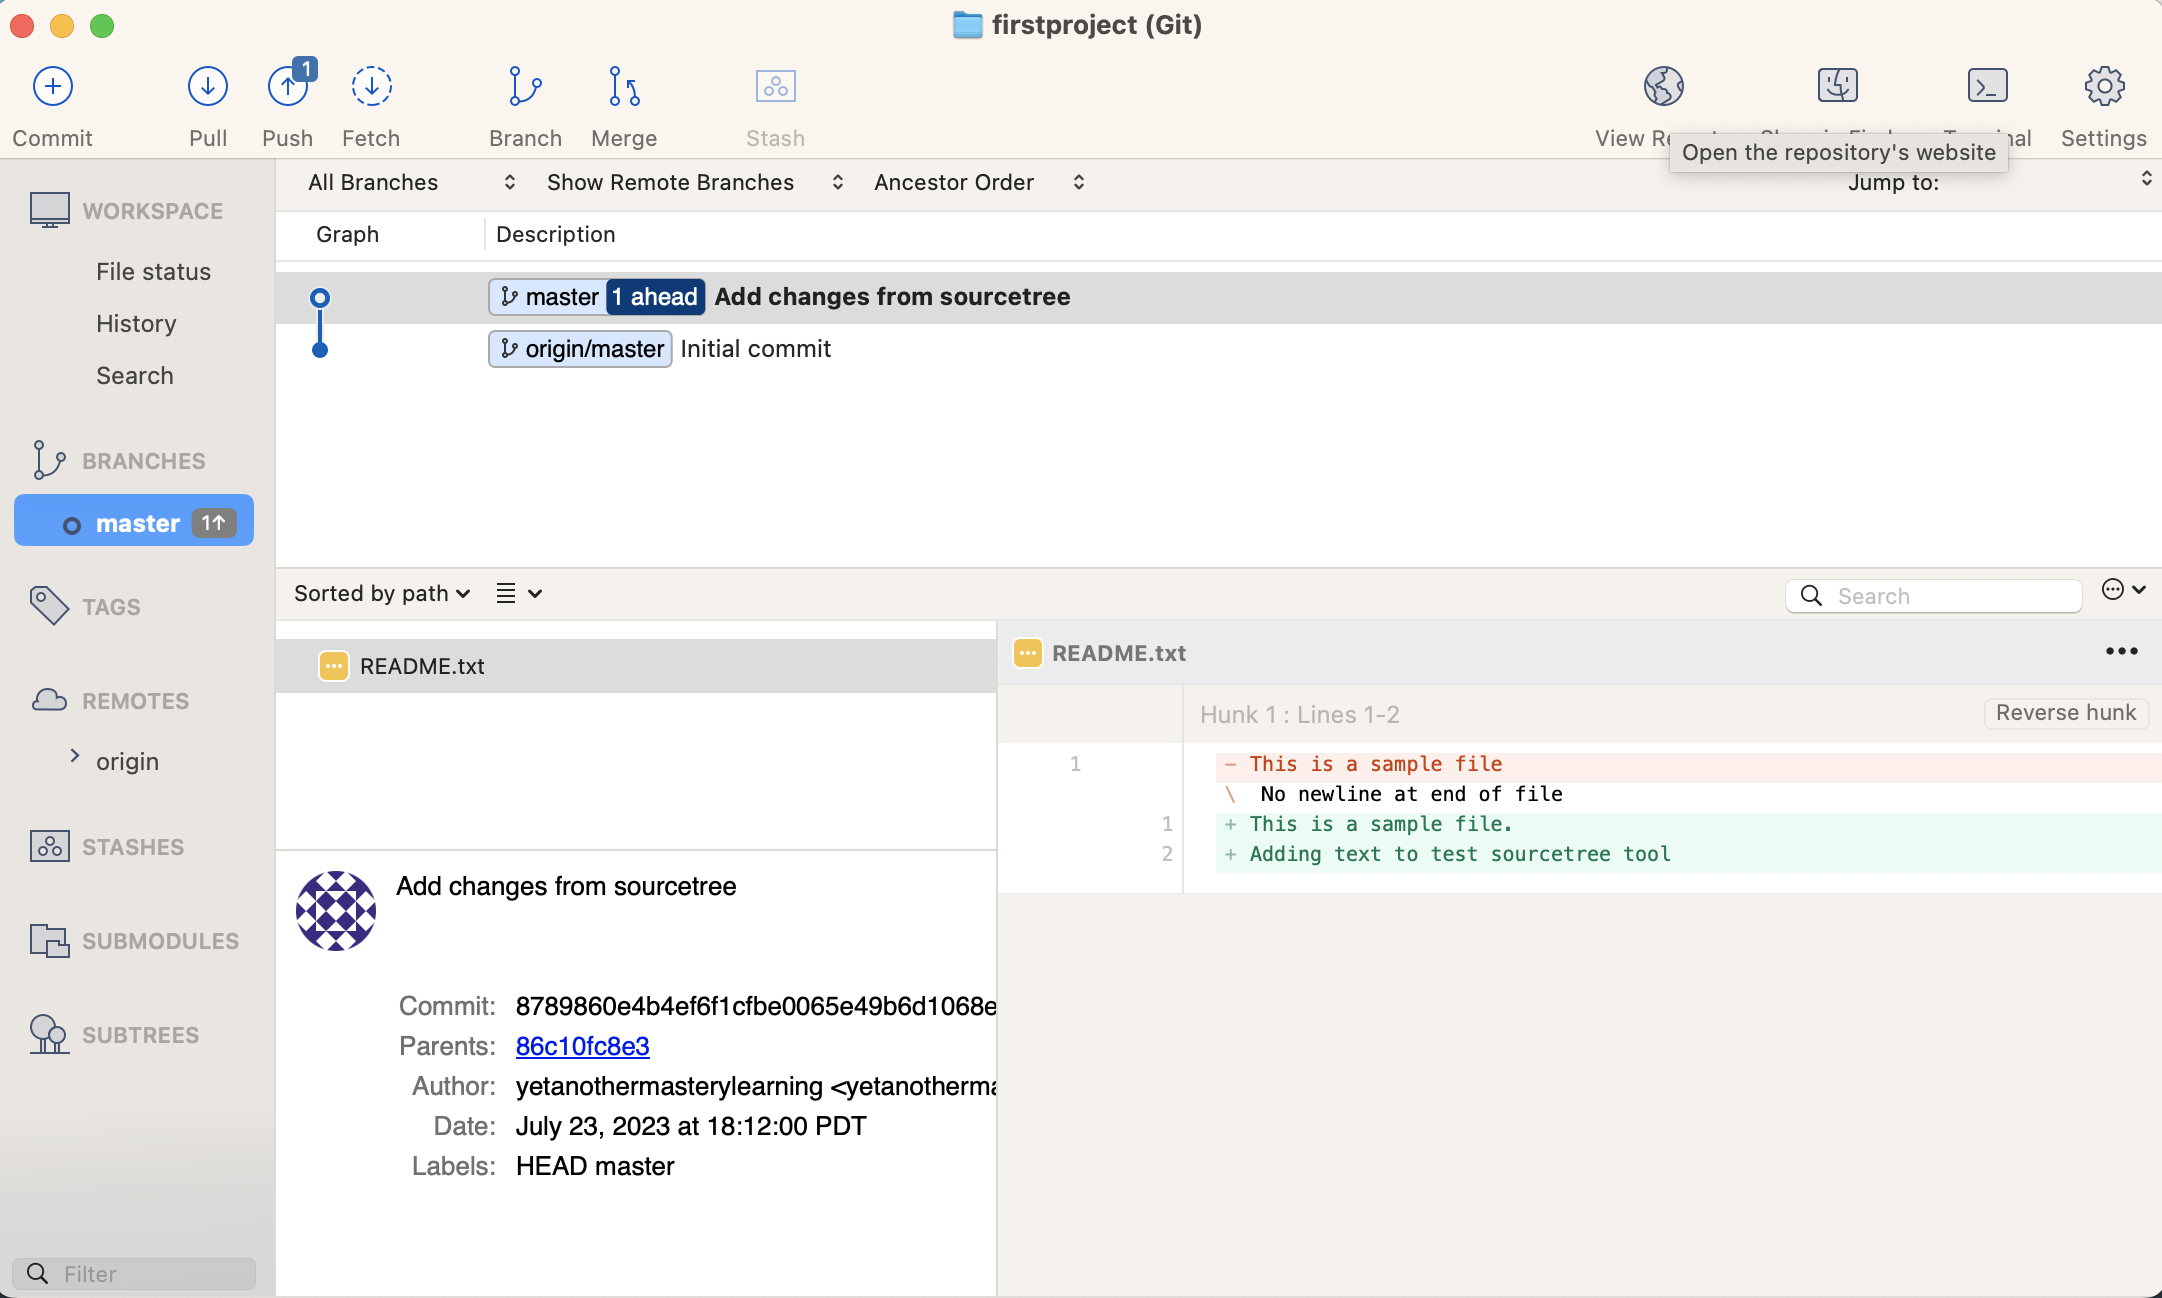 firstproject (Git)
1
Commit
Pull
Push
Fetch
Branch
Merge
Stash
View
Settings
Open the repository's website
All Branches
Show Remote Branches
Ancestor Order
Jump to:
WORKSPACE
File status
History
Search
BRANCHES
master 1↑
TAGS
REMOTES
origin
STASHES
SUBMODULES
SUBTREES
Filter
Graph
Description
master 1 ahead Add changes from sourcetree
origin/master Initial commit
Sorted by path
Search
README.txt
Add changes from sourcetree
Commit: 8789860e4b4ef6f1cfbe0065e49b6d1068e
Parents: 86c10fc8e3
Author: yetanothermasterylearning <yetanotherma
Date: July 23, 2023 at 18:12:00 PDT
Labels: HEAD master
README.txt
Hunk 1 : Lines 1-2
Reverse hunk
1 - This is a sample file
\ No newline at end of file
1 + This is a sample file.
2 + Adding text to test sourcetree tool